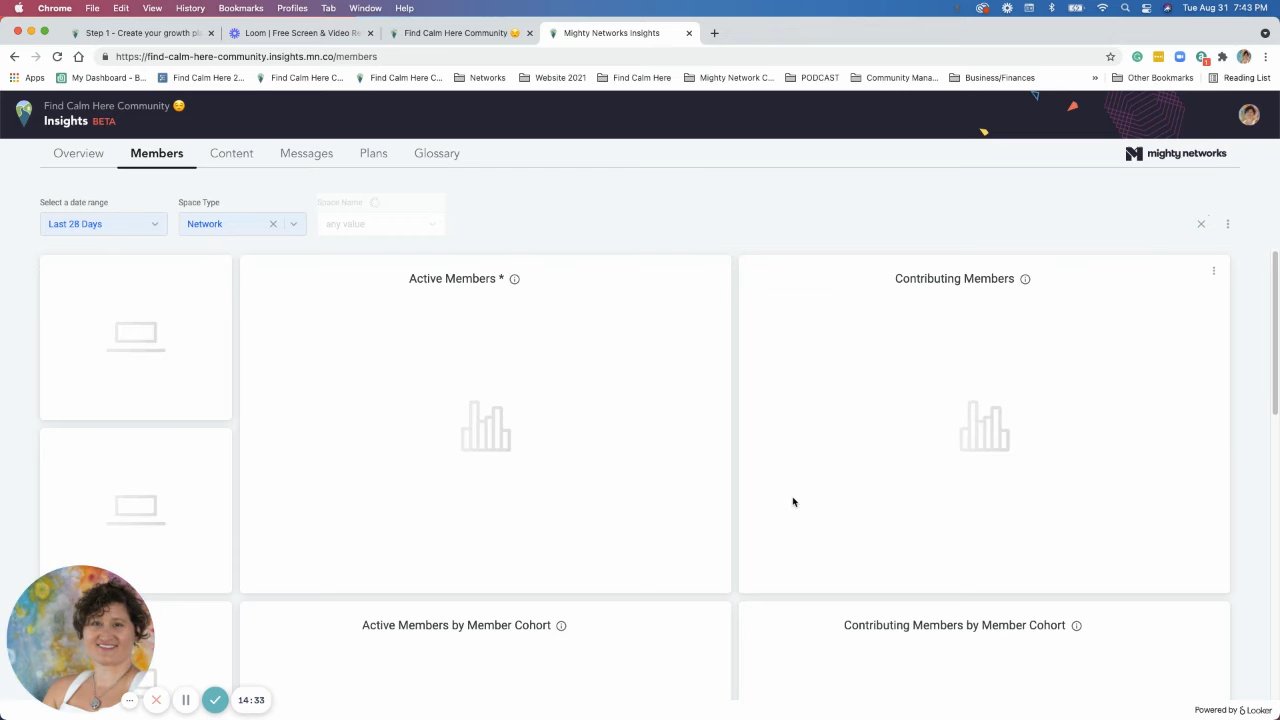 Chrome File Edit View History Bookmarks Profiles Tab Window Help Tue Aug 31 7:43 PM
Step 1 - Create your growth pl Loom | Free Screen & Video Re Find Calm Here Community Mighty Networks Insights
https://find-calm-here-community.insights.mn.co/members
Apps My Dashboard - B... Find Calm Here 2... Find Calm Here C... Find Calm Here C... Networks Website 2021 Find Calm Here Mighty Network C... PODCAST Community Mana... Business/Finances » Other Bookmarks Reading List
Find Calm Here Community
Insights BETA
Overview Members Content Messages Plans Glossary mighty networks
Select a date range Space Type Space Name
Last 28 Days Network any value
Active Members * Contributing Members
Active Members by Member Cohort Contributing Members by Member Cohort
14:33
Powered by Looker